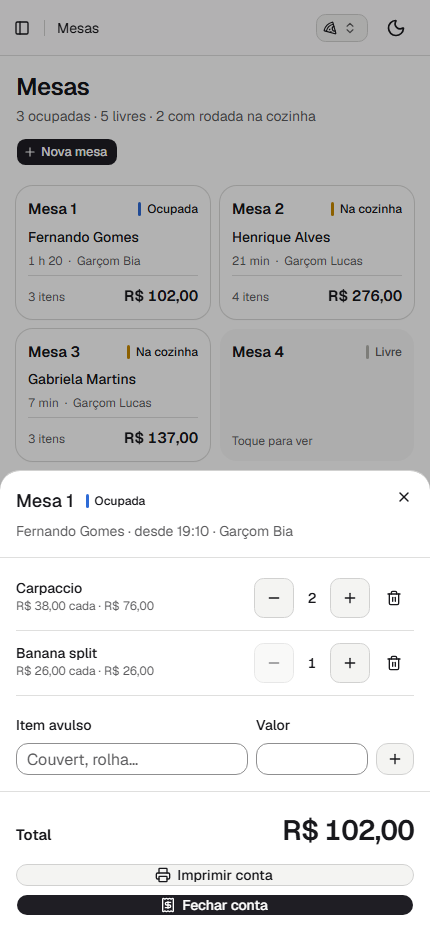 Mesas
Mesas
3 ocupadas · 5 livres · 2 com rodada na cozinha
Nova mesa
Mesa 1 Ocupada
Fernando Gomes
1 h 20 · Garçom Bia
3 itens R$ 102,00
Mesa 2 Na cozinha
Henrique Alves
21 min · Garçom Lucas
4 itens R$ 276,00
Mesa 3 Na cozinha
Gabriela Martins
7 min · Garçom Lucas
3 itens R$ 137,00
Mesa 4 Livre
Toque para ver
Mesa 1 Ocupada
Fernando Gomes · desde 19:10 · Garçom Bia
Carpaccio
R$ 38,00 cada · R$ 76,00
2
Banana split
R$ 26,00 cada · R$ 26,00
1
Item avulso Valor
Couvert, rolha...
Total R$ 102,00
Imprimir conta
Fechar conta